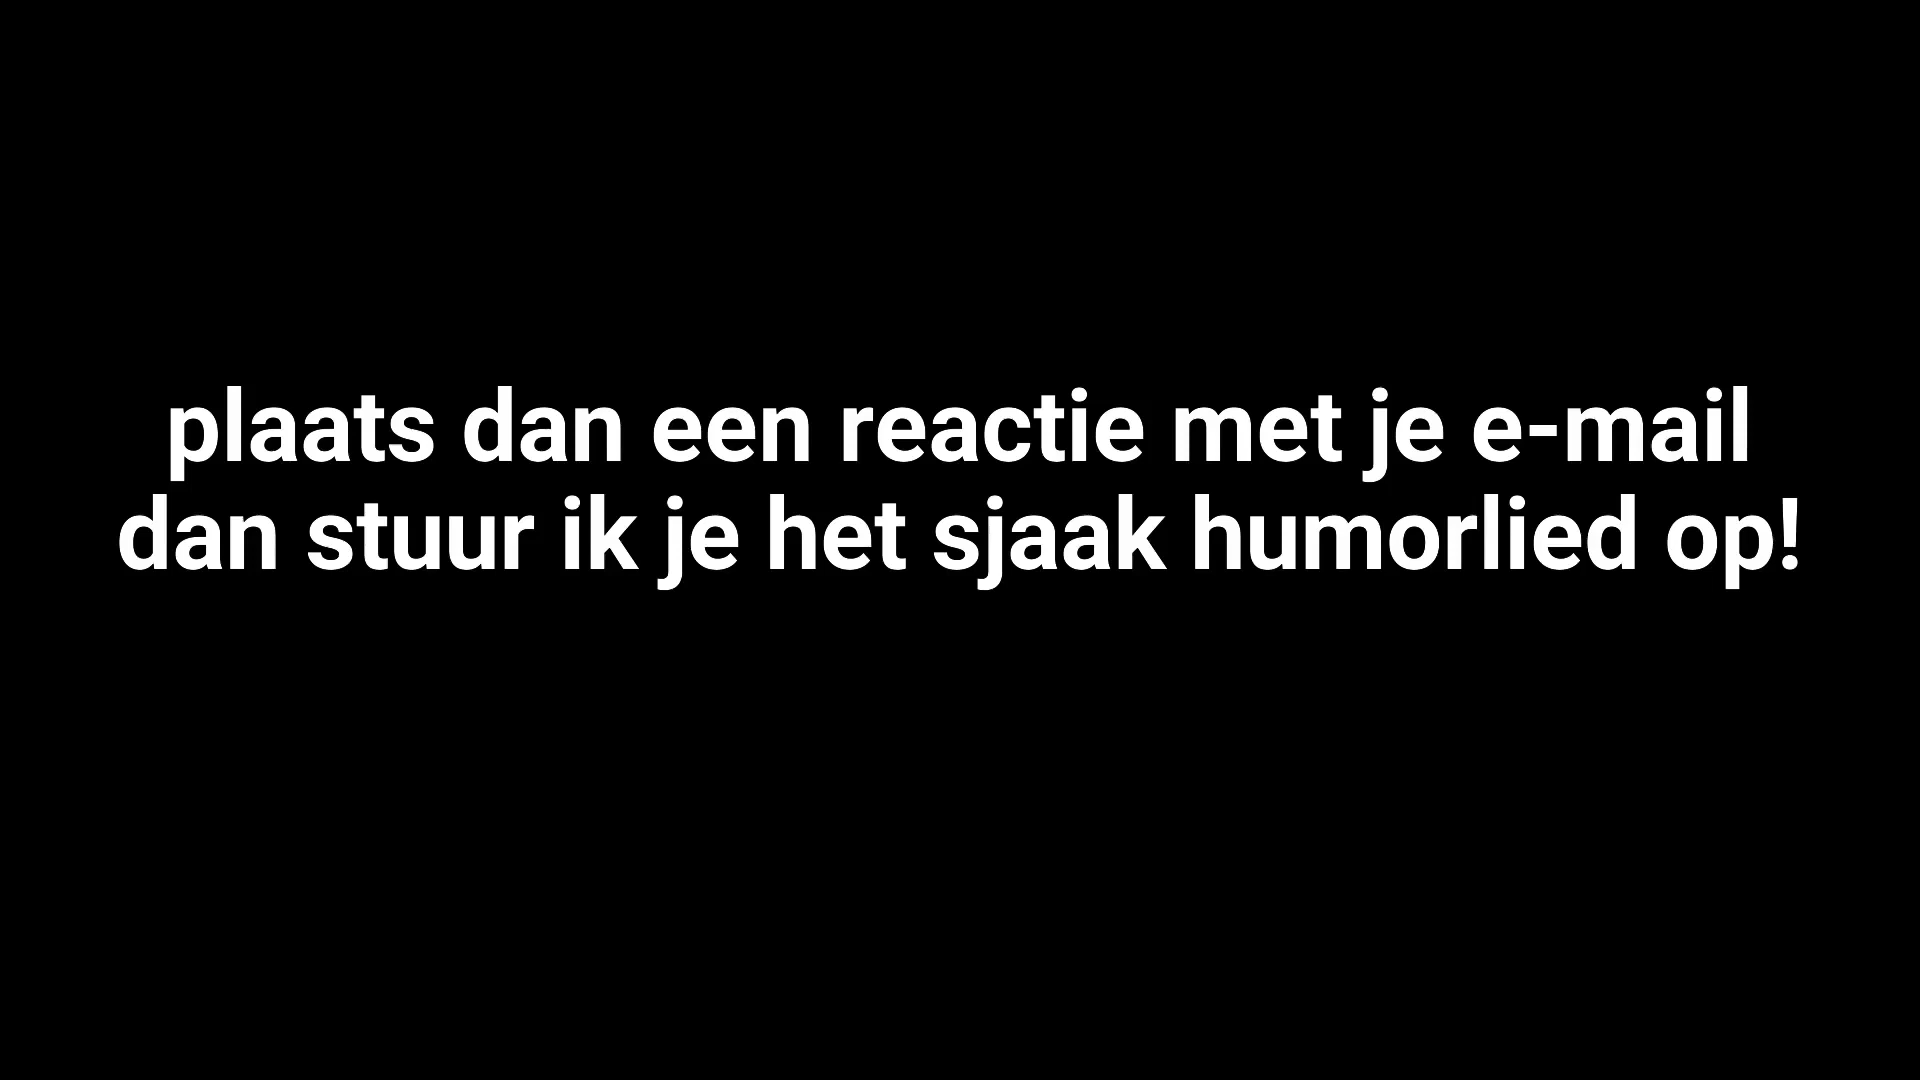 plaats dan een reactie met je e-mail
dan stuur ik je het sjaak humorlied op!